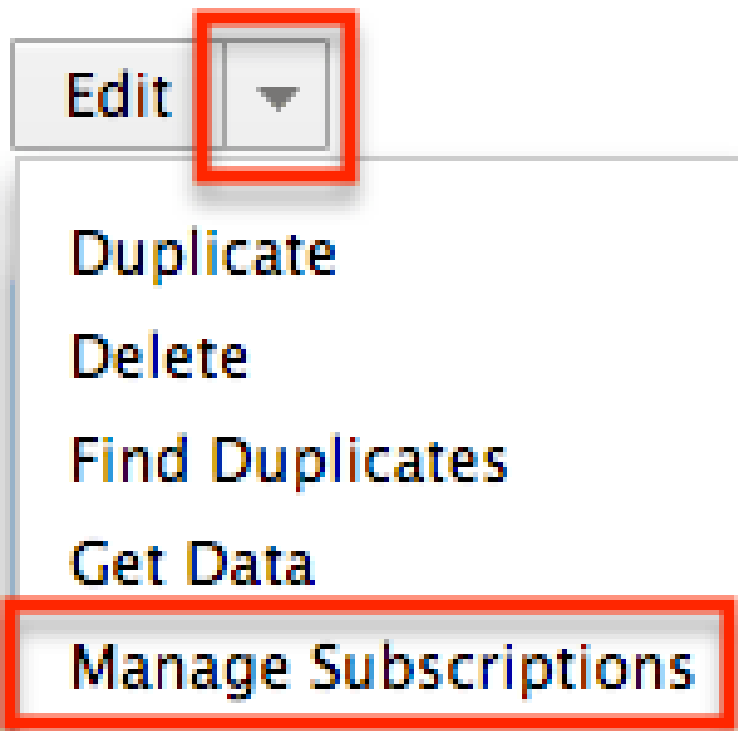 Edit
Duplicate
Delete
Find Duplicates
Get Data
Manage Subscriptions